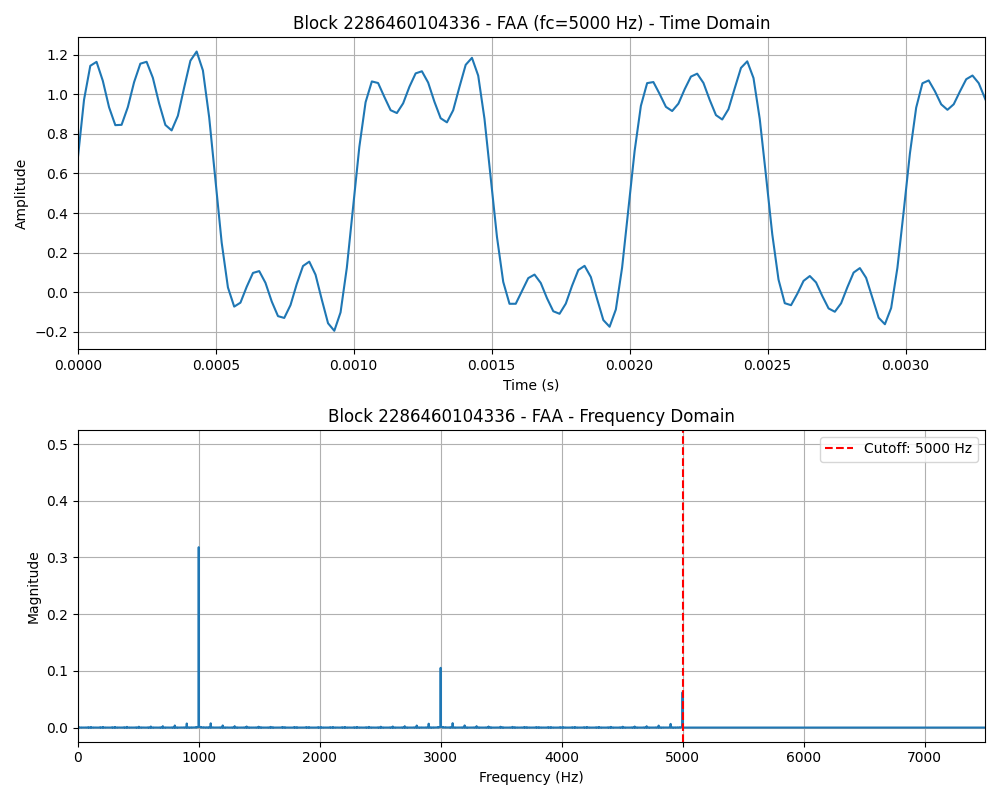 Block 2286460104336 - FAA (fc=5000 Hz) - Time Domain
Amplitude
1.2
1.0
0.8
0.6
0.4
0.2
0.0
−0.2
0.0000 0.0005 0.0010 0.0015 0.0020 0.0025 0.0030
Time (s)
Block 2286460104336 - FAA - Frequency Domain
Magnitude
0.5
0.4
0.3
0.2
0.1
0.0
Cutoff: 5000 Hz
0 1000 2000 3000 4000 5000 6000 7000
Frequency (Hz)